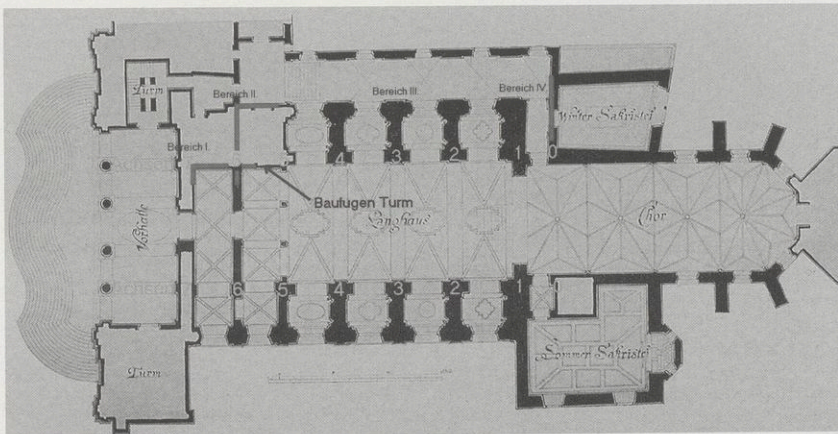 Turm
Bereich II.
Bereich III.
Bereich IV.
Winter Sakristei
Bereich I.
4 3 2 1 0
Baufugen Turm
Vorhalle
Langhaus
Chor
6 5 4 3 2 1 0
Sommer Sakristei
Turm